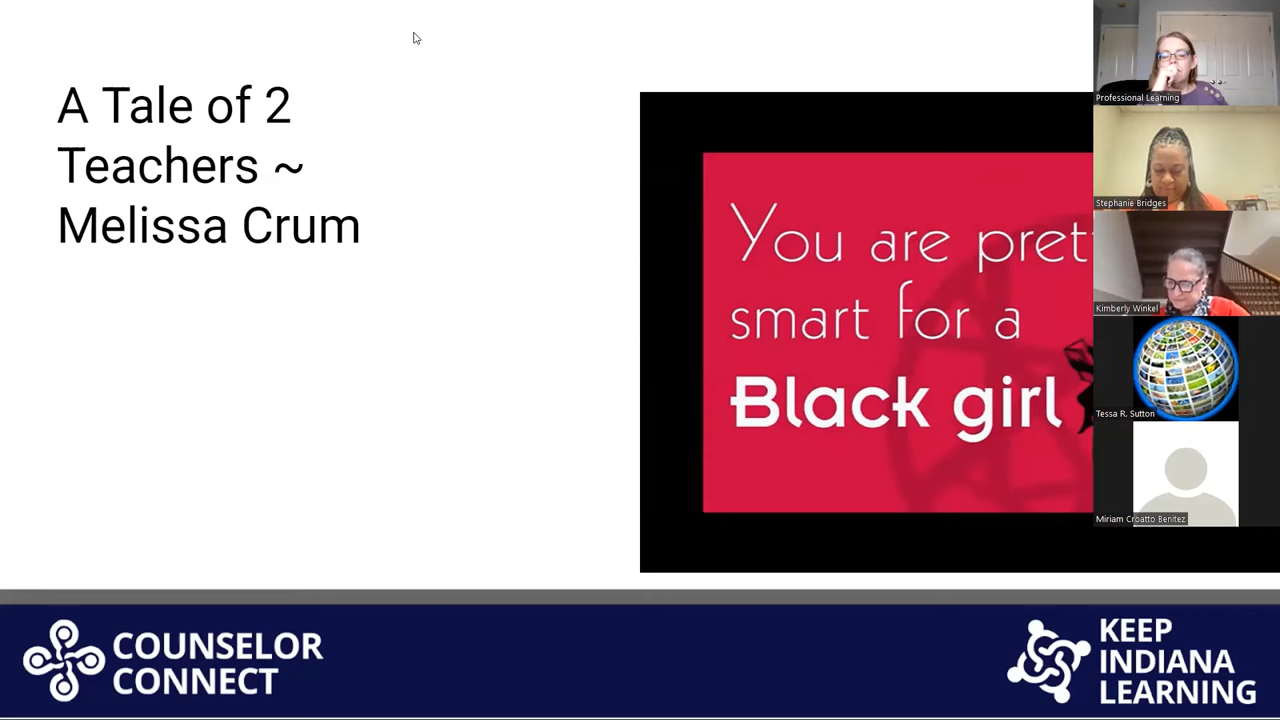 A Tale of 2
Teachers ~
Melissa Crum
You are
smart for a
Black girl
Professional Learning
Stephanie Bridges
Kimberly Winkel
Tessa R. Sutton
Miriam Croatto Benitez
COUNSELOR
CONNECT
KEEP
INDIANA
LEARNING